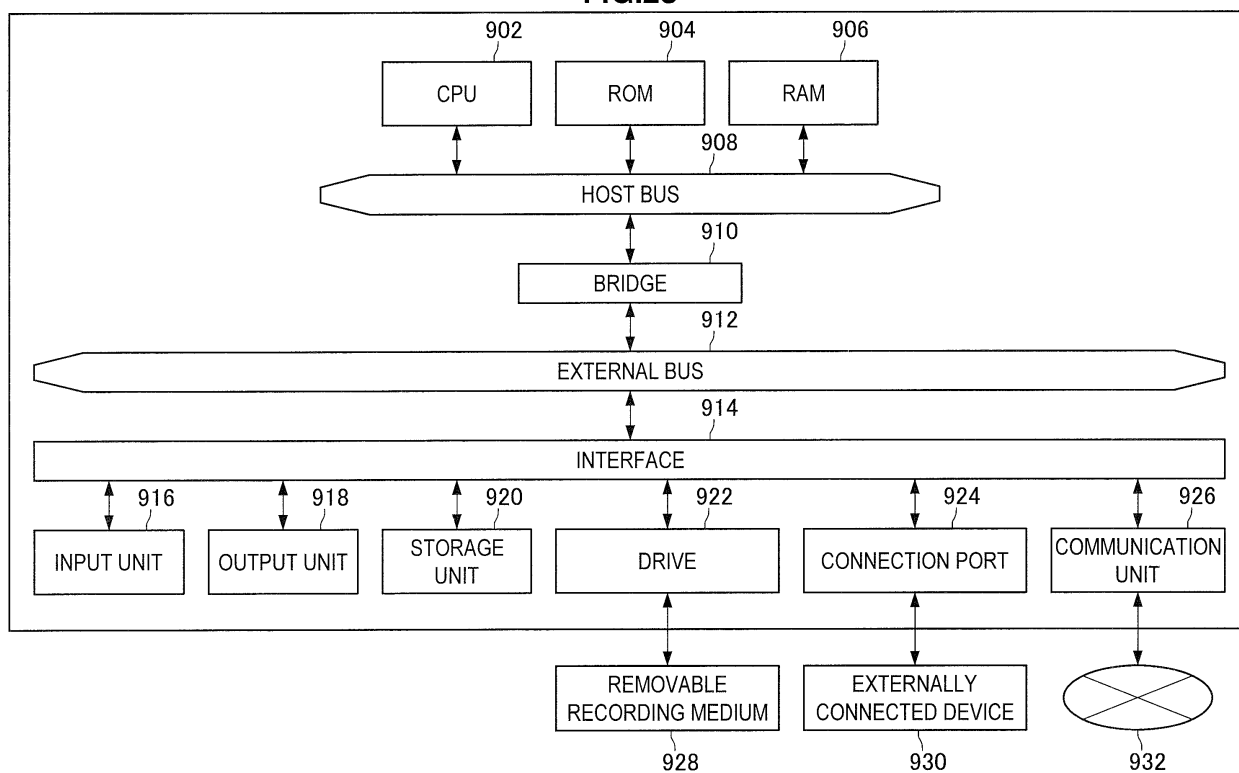 902 904 906
CPU ROM RAM
908
HOST BUS
910
BRIDGE
912
EXTERNAL BUS
914
INTERFACE
916 918 920 922 924 926
INPUT UNIT OUTPUT UNIT STORAGE UNIT DRIVE CONNECTION PORT COMMUNICATION UNIT
REMOVABLE RECORDING MEDIUM EXTERNALLY CONNECTED DEVICE
928 930 932